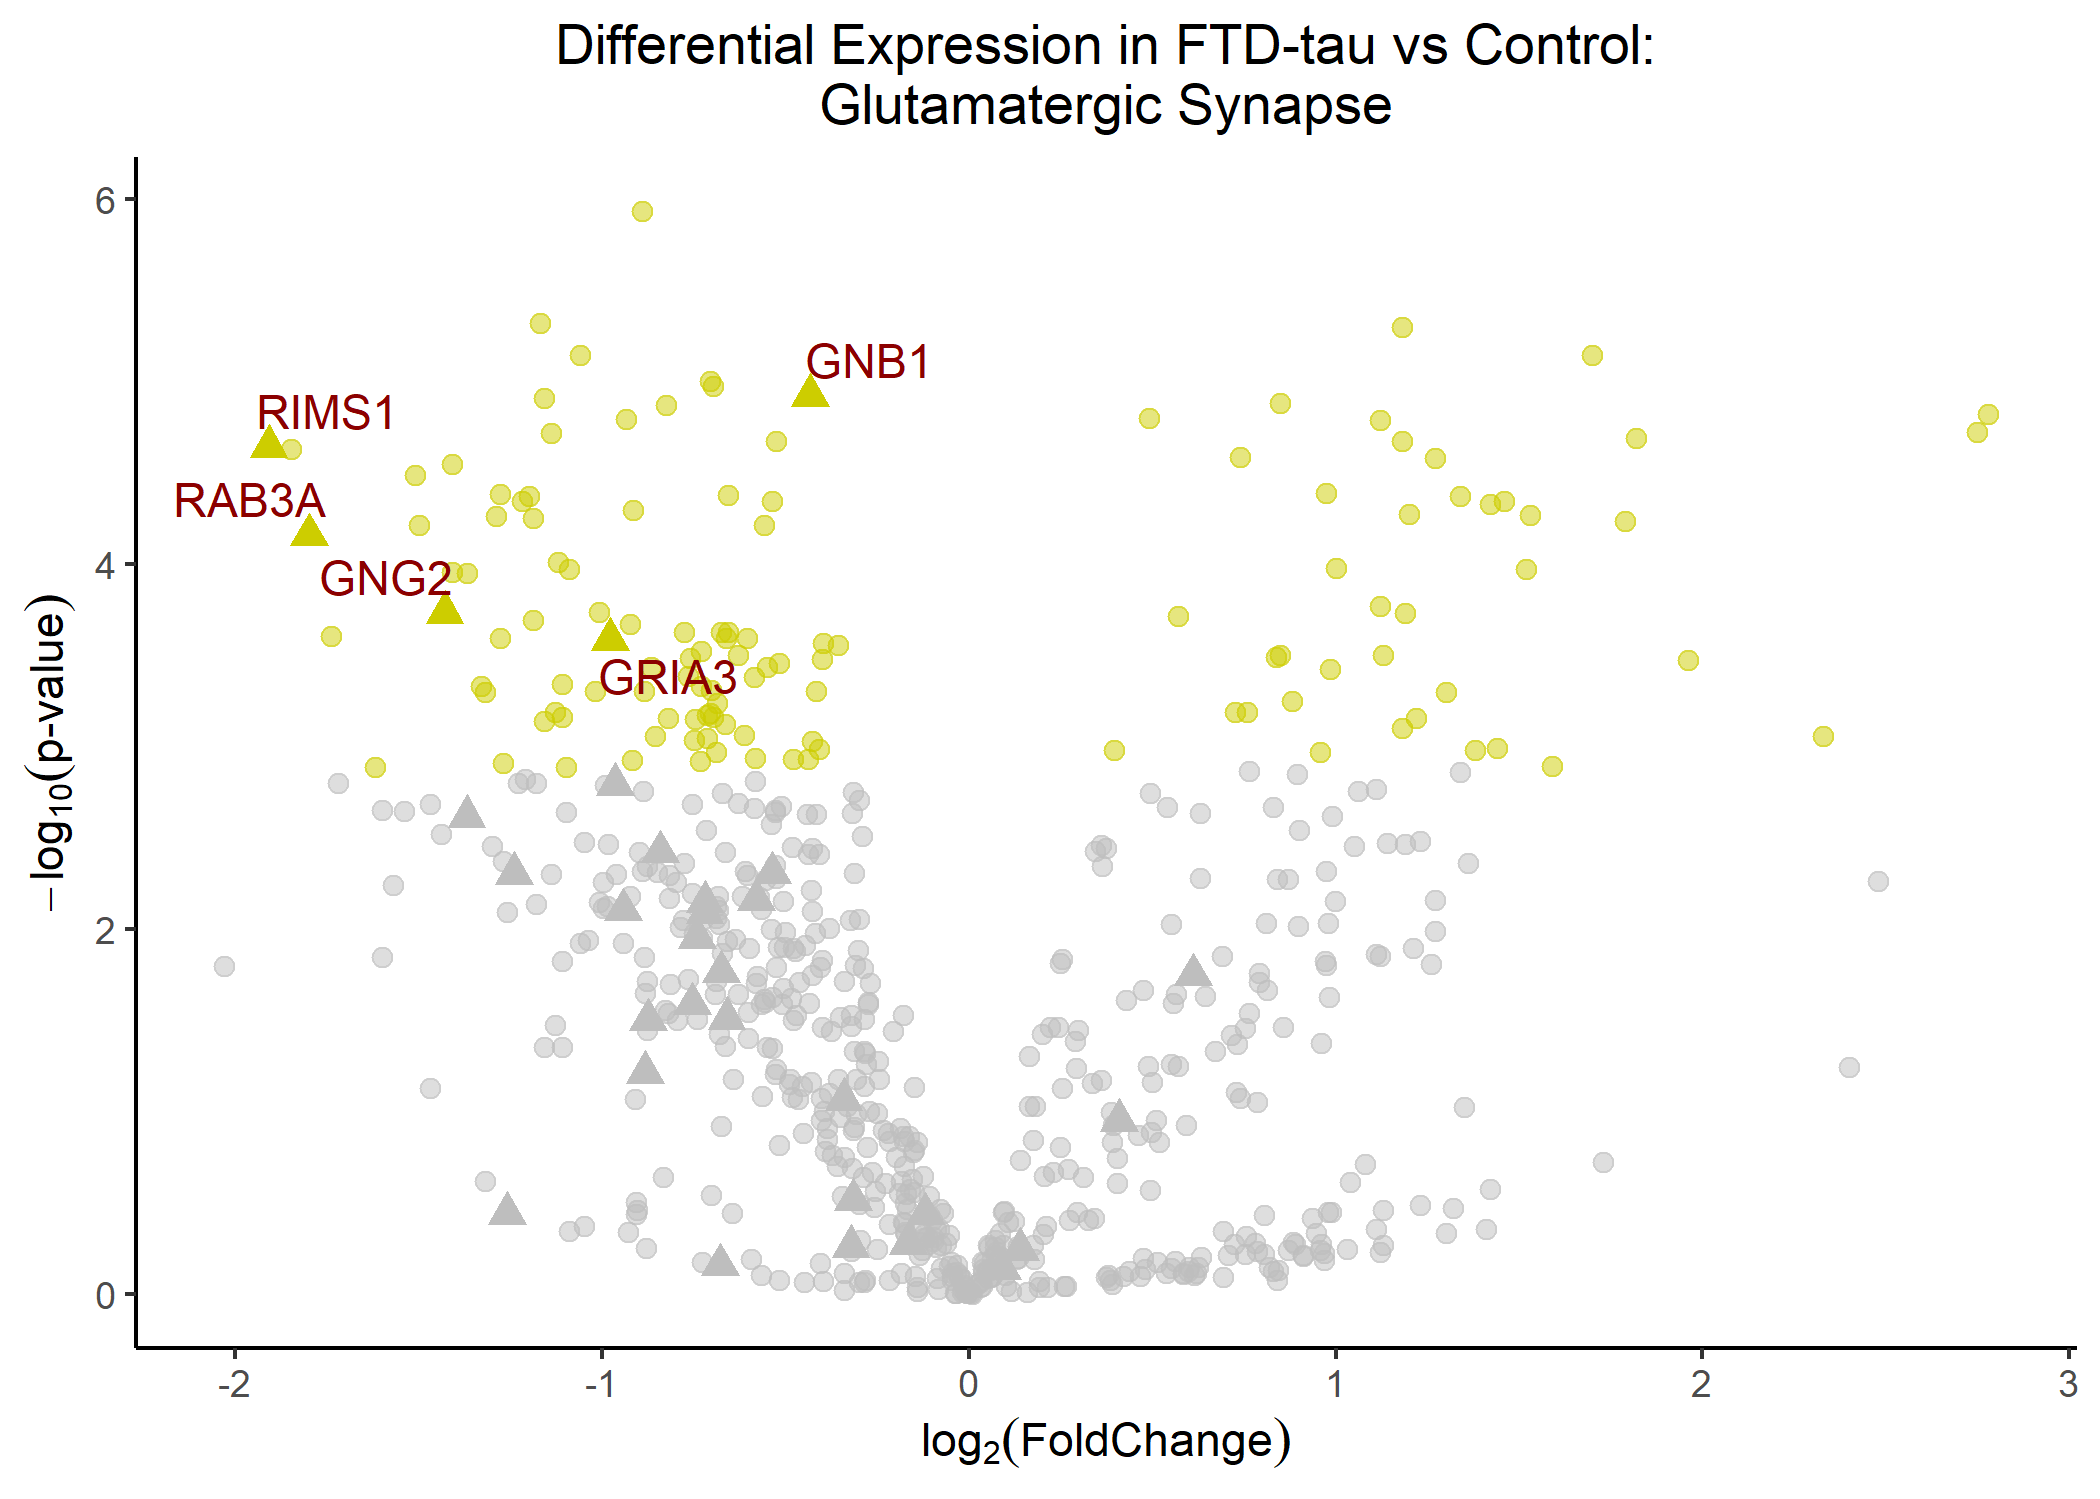 Differential Expression in FTD-tau vs Control:
Glutamatergic Synapse
6
4
2
0
−log₁₀(p-value)
GNB1
RIMS1
RAB3A
GNG2
GRIA3
-2
-1
0
1
2
3
log₂(FoldChange)